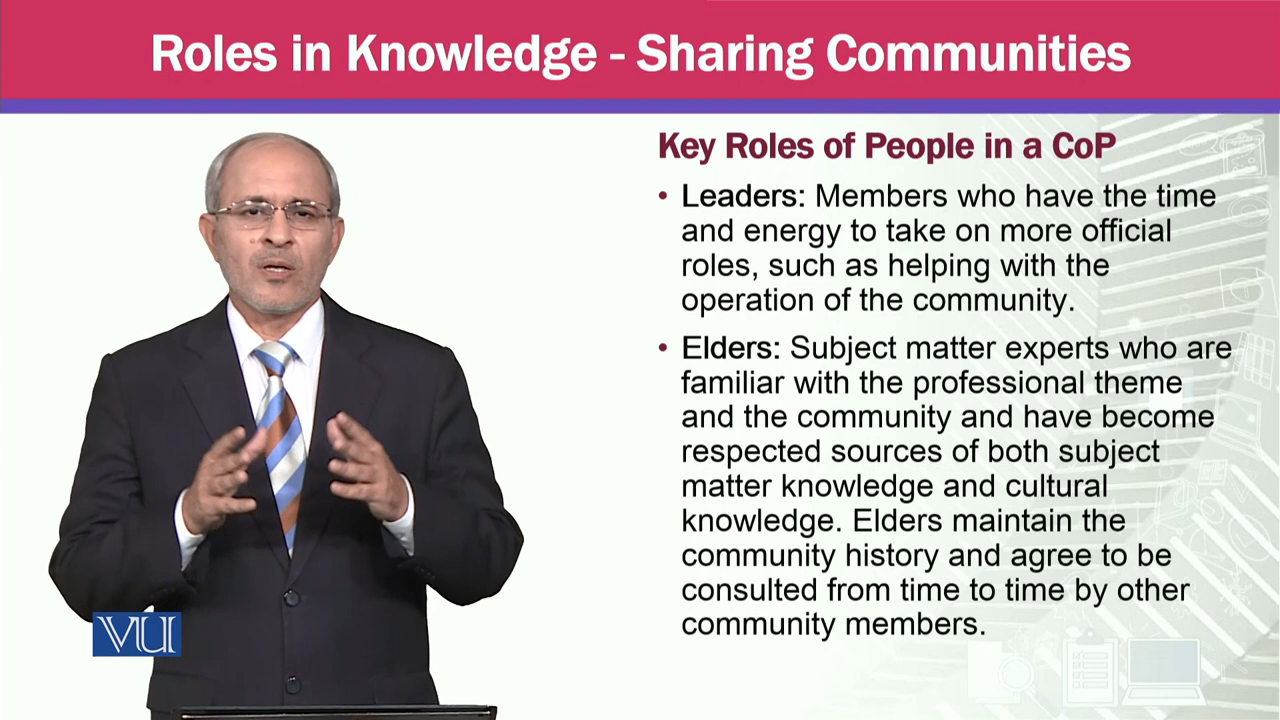 Roles in Knowledge - Sharing Communities
Key Roles of People in a CoP
• Leaders: Members who have the time
and energy to take on more official
roles, such as helping with the
operation of the community.
• Elders: Subject matter experts who are
familiar with the professional theme
and the community and have become
respected sources of both subject
matter knowledge and cultural
knowledge. Elders maintain the
community history and agree to be
consulted from time to time by other
community members.
VU